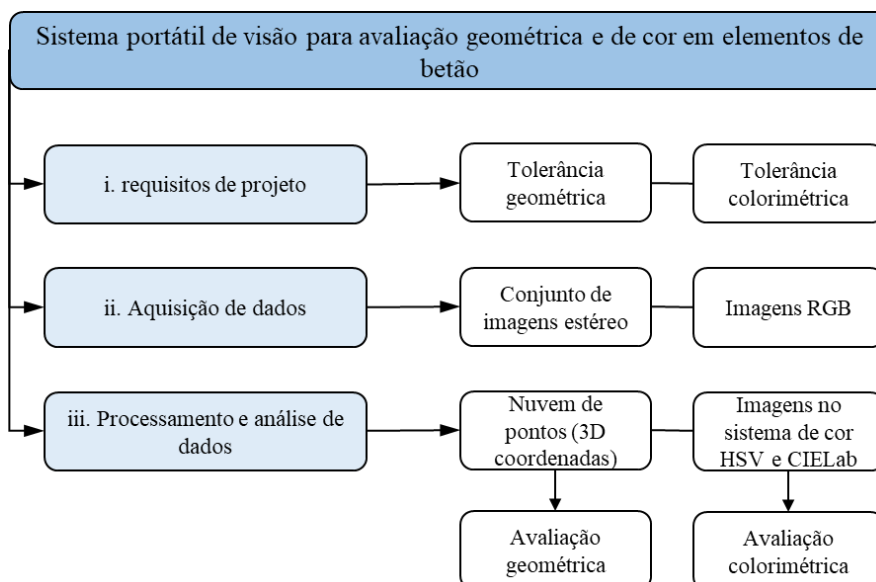 Sistema portátil de visão para avaliação geométrica e de cor em elementos de
betão
i. requisitos de projeto
Tolerância
geométrica
Tolerância
colorimétrica
ii. Aquisição de dados
Conjunto de
imagens estéreo
Imagens RGB
iii. Processamento e análise de
dados
Nuvem de
pontos (3D
coordenadas)
Imagens no
sistema de cor
HSV e CIELab
Avaliação
geométrica
Avaliação
colorimétrica